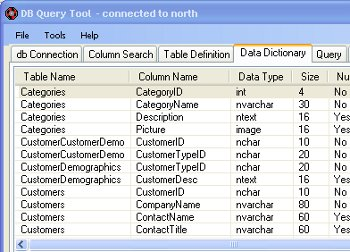 DB Query Tool - connected to north
File Tools Help
db Connection Column Search Table Definition Data Dictionary Query
Table Name Column Name Data Type Size Nu
Categories CategoryID int 4 No
Categories CategoryName nvarchar 30 No
Categories Description ntext 16 Yes
Categories Picture image 16 Yes
CustomerCustomerDemo CustomerID nchar 10 No
CustomerCustomerDemo CustomerTypeID nchar 20 No
CustomerDemographics CustomerTypeID nchar 20 No
CustomerDemographics CustomerDesc ntext 16 Yes
Customers CustomerID nchar 10 No
Customers CompanyName nvarchar 80 No
Customers ContactName nvarchar 60 Yes
Customers ContactTitle nvarchar 60 Yes